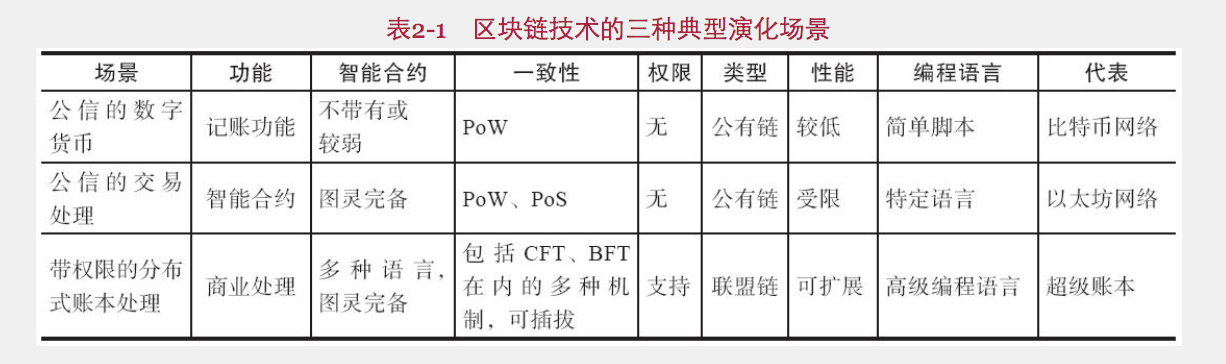 表2-1 区块链技术的三种典型演化场景
场景 功能 智能合约 一致性 权限 类型 性能 编程语言 代表
公信的数字货币 记账功能 不带有或较弱 PoW 无 公有链 较低 简单脚本 比特币网络
公信的交易处理 智能合约 图灵完备 PoW、PoS 无 公有链 受限 特定语言 以太坊网络
带权限的分布式账本处理 商业处理 多种语言，图灵完备 包括CFT、BFT在内的多种机制，可插拔 支持 联盟链 可扩展 高级编程语言 超级账本